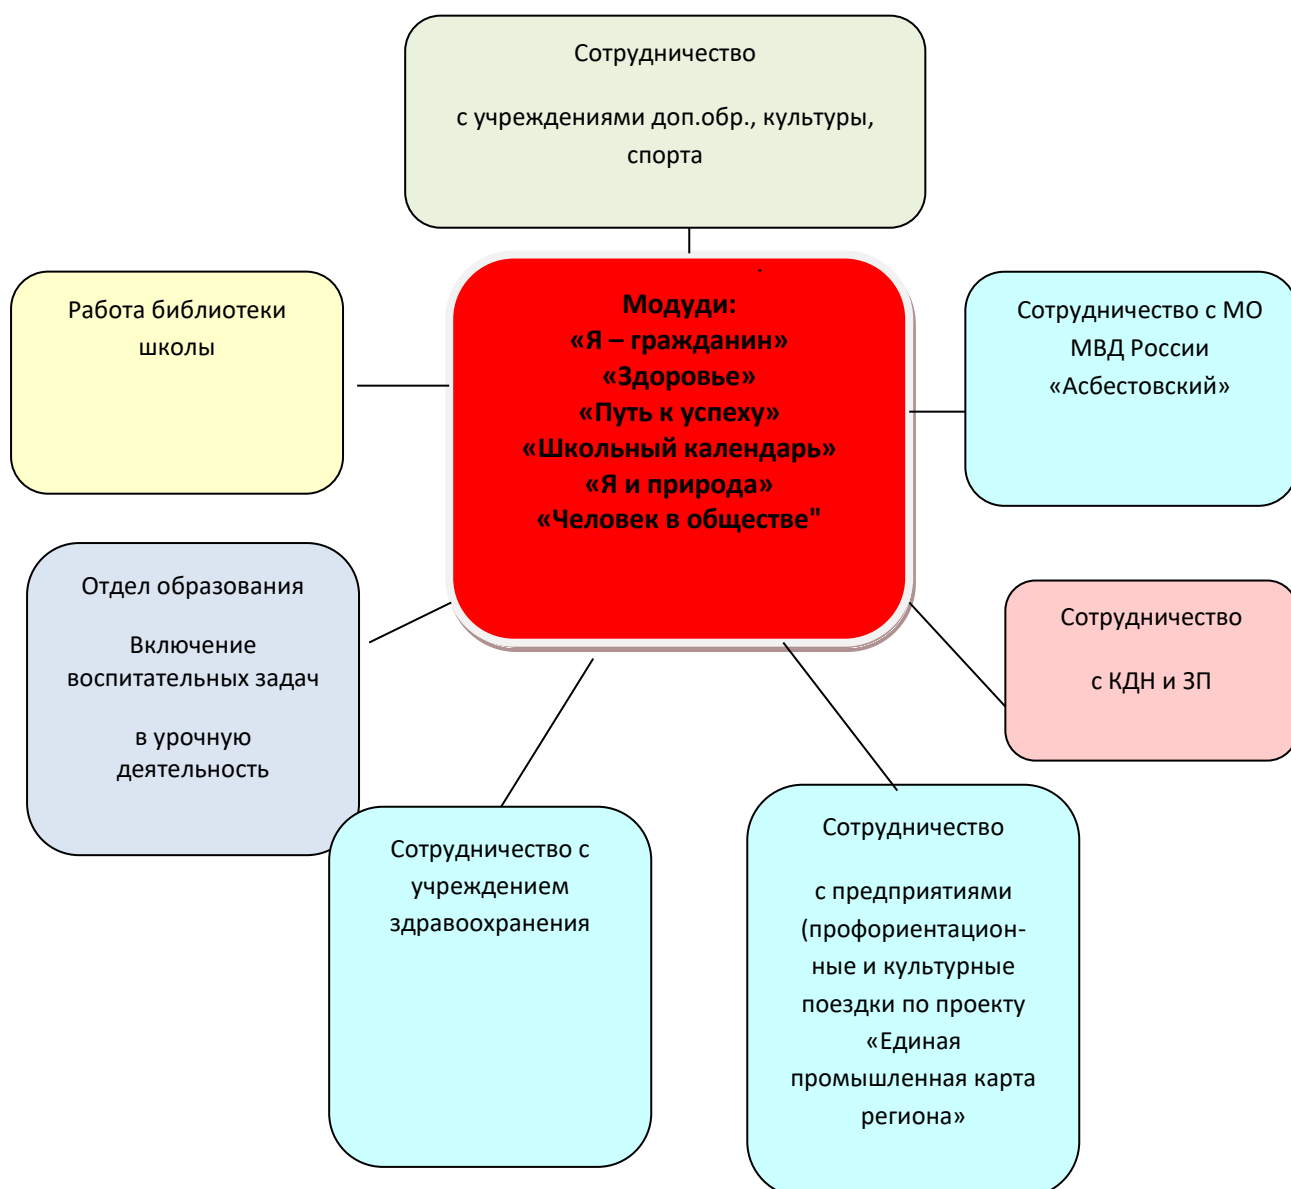 Сотрудничество
с учреждениями доп.обр., культуры,
спорта
Работа библиотеки
школы
Модуди:
«Я – гражданин»
«Здоровье»
«Путь к успеху»
«Школьный календарь»
«Я и природа»
«Человек в обществе"
Сотрудничество с МО
МВД России
«Асбестовский»
Отдел образования
Включение
воспитательных задач
в урочную
деятельность
Сотрудничество
с КДН и ЗП
Сотрудничество с
учреждением
здравоохранения
Сотрудничество
с предприятиями
(профориентацион-
ные и культурные
поездки по проекту
«Единая
промышленная карта
региона»